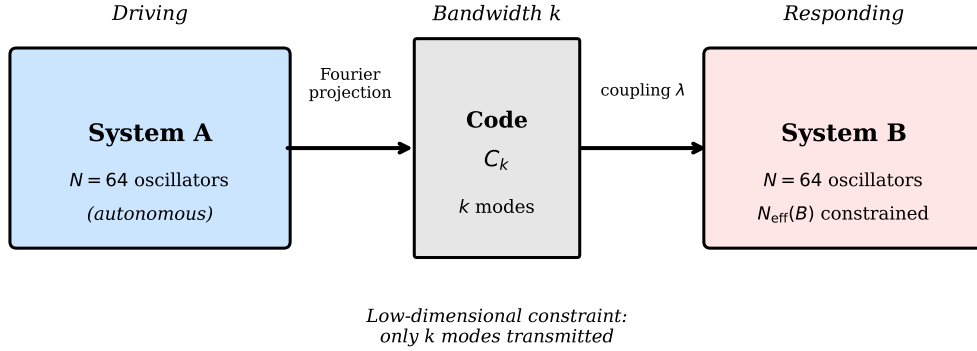 Driving
Bandwidth k
Responding
System A
N = 64 oscillators
(autonomous)
Fourier
projection
Code
C_k
k modes
coupling λ
System B
N = 64 oscillators
N_eff(B) constrained
Low-dimensional constraint:
only k modes transmitted